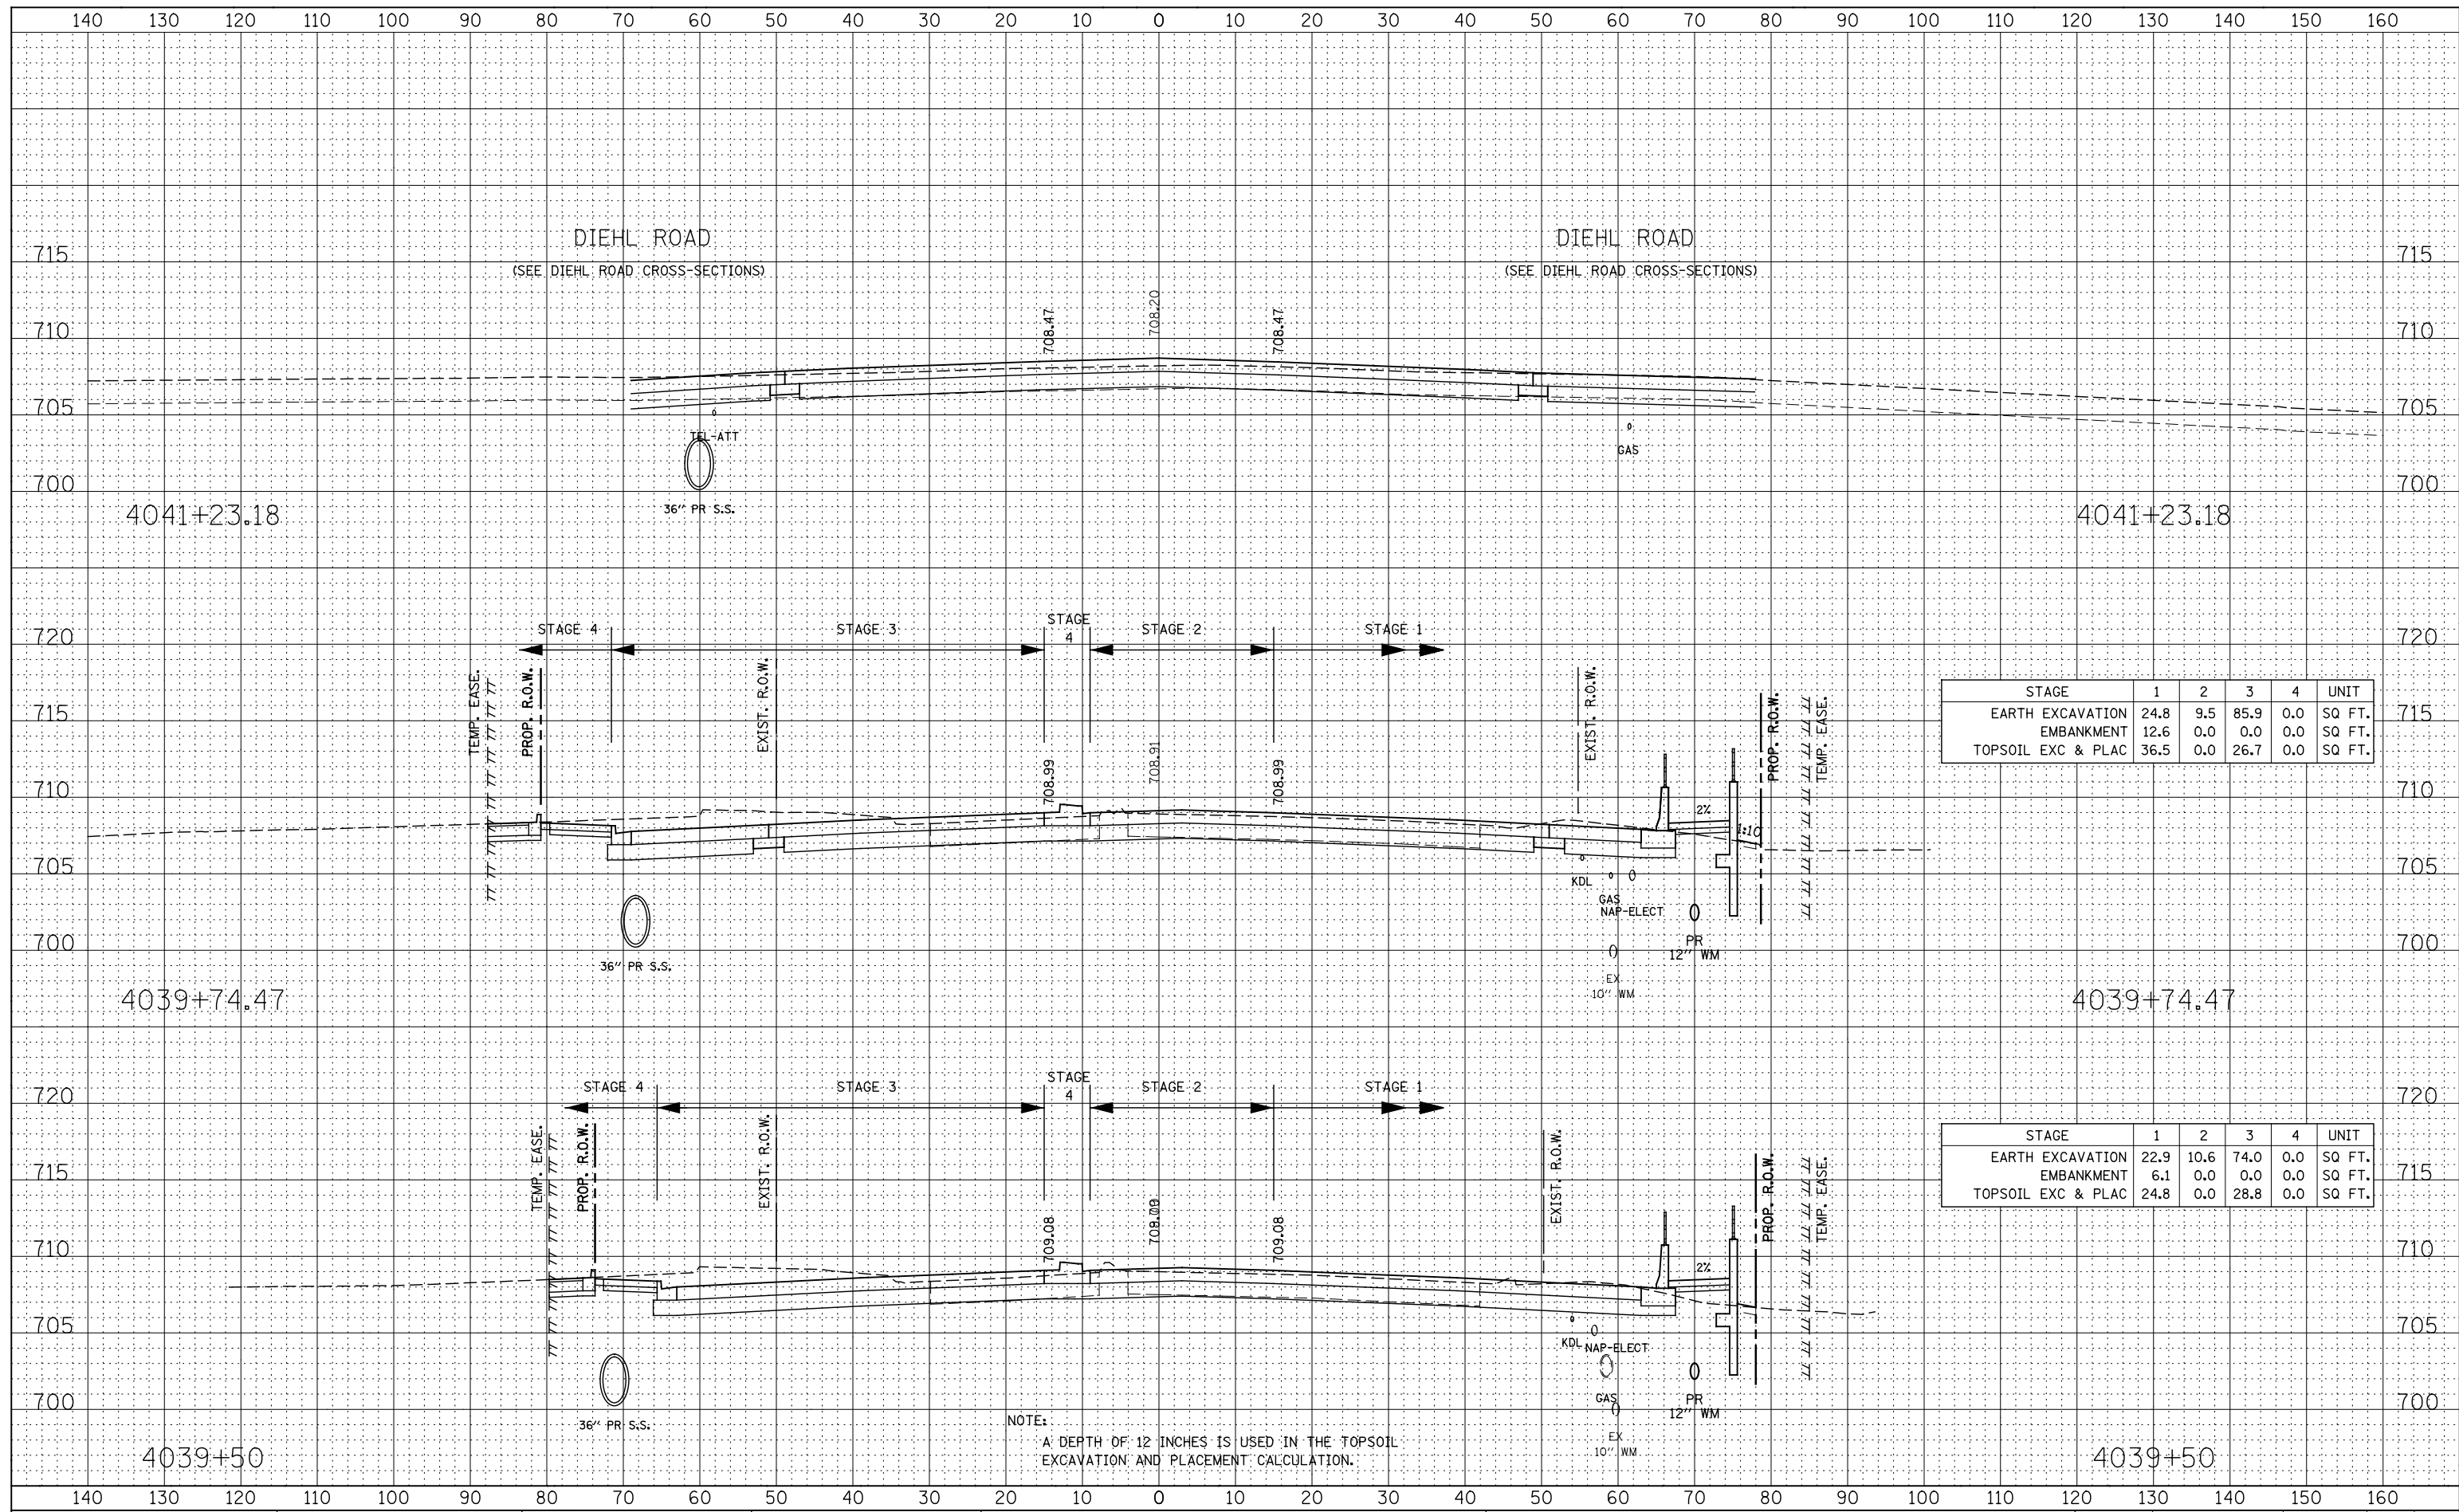 140 130 120 110 100 90 80 70 60 50 40 30 20 10 0 10 20 30 40 50 60 70 80 90 100 110 120 130 140 150 160
DIEHL ROAD DIEHL ROAD
(SEE DIEHL ROAD CROSS-SECTIONS) (SEE DIEHL ROAD CROSS-SECTIONS)
715 715
710 710
708.47 708.20 708.47
705 705
TEL-ATT
GAS
700 700
36" PR S.S.
4041+23.18 4041+23.18
STAGE 4 STAGE 3 STAGE 4 STAGE 2 STAGE 1
720 720
TEMP. EASE. PROP. R.O.W. EXIST. R.O.W. EXIST. R.O.W. PROP. R.O.W. TEMP. EASE.
STAGE 1 2 3 4 UNIT
715 715
EARTH EXCAVATION 24.8 9.5 85.9 0.0 SQ FT.
EMBANKMENT 12.6 0.0 0.0 0.0 SQ FT.
TOPSOIL EXC & PLAC 36.5 0.0 26.7 0.0 SQ FT.
710 710
708.99 708.91 708.99
2%
1:10
705 705
KDL
GAS
NAP-ELECT
700 700
PR
12" WM
36" PR S.S.
EX
10" WM
4039+74.47 4039+74.47
STAGE 4 STAGE 3 STAGE 4 STAGE 2 STAGE 1
720 720
TEMP. EASE. PROP. R.O.W. EXIST. R.O.W. EXIST. R.O.W. PROP. R.O.W. TEMP. EASE.
STAGE 1 2 3 4 UNIT
715 715
EARTH EXCAVATION 22.9 10.6 74.0 0.0 SQ FT.
EMBANKMENT 6.1 0.0 0.0 0.0 SQ FT.
TOPSOIL EXC & PLAC 24.8 0.0 28.8 0.0 SQ FT.
710 710
709.08 709.08
2%
705 705
KDL
NAP-ELECT
GAS
PR
12" WM
700 700
36" PR S.S.
EX
10" WM
NOTE:
A DEPTH OF 12 INCHES IS USED IN THE TOPSOIL
EXCAVATION AND PLACEMENT CALCULATION.
4039+50 4039+50
140 130 120 110 100 90 80 70 60 50 40 30 20 10 0 10 20 30 40 50 60 70 80 90 100 110 120 130 140 150 160